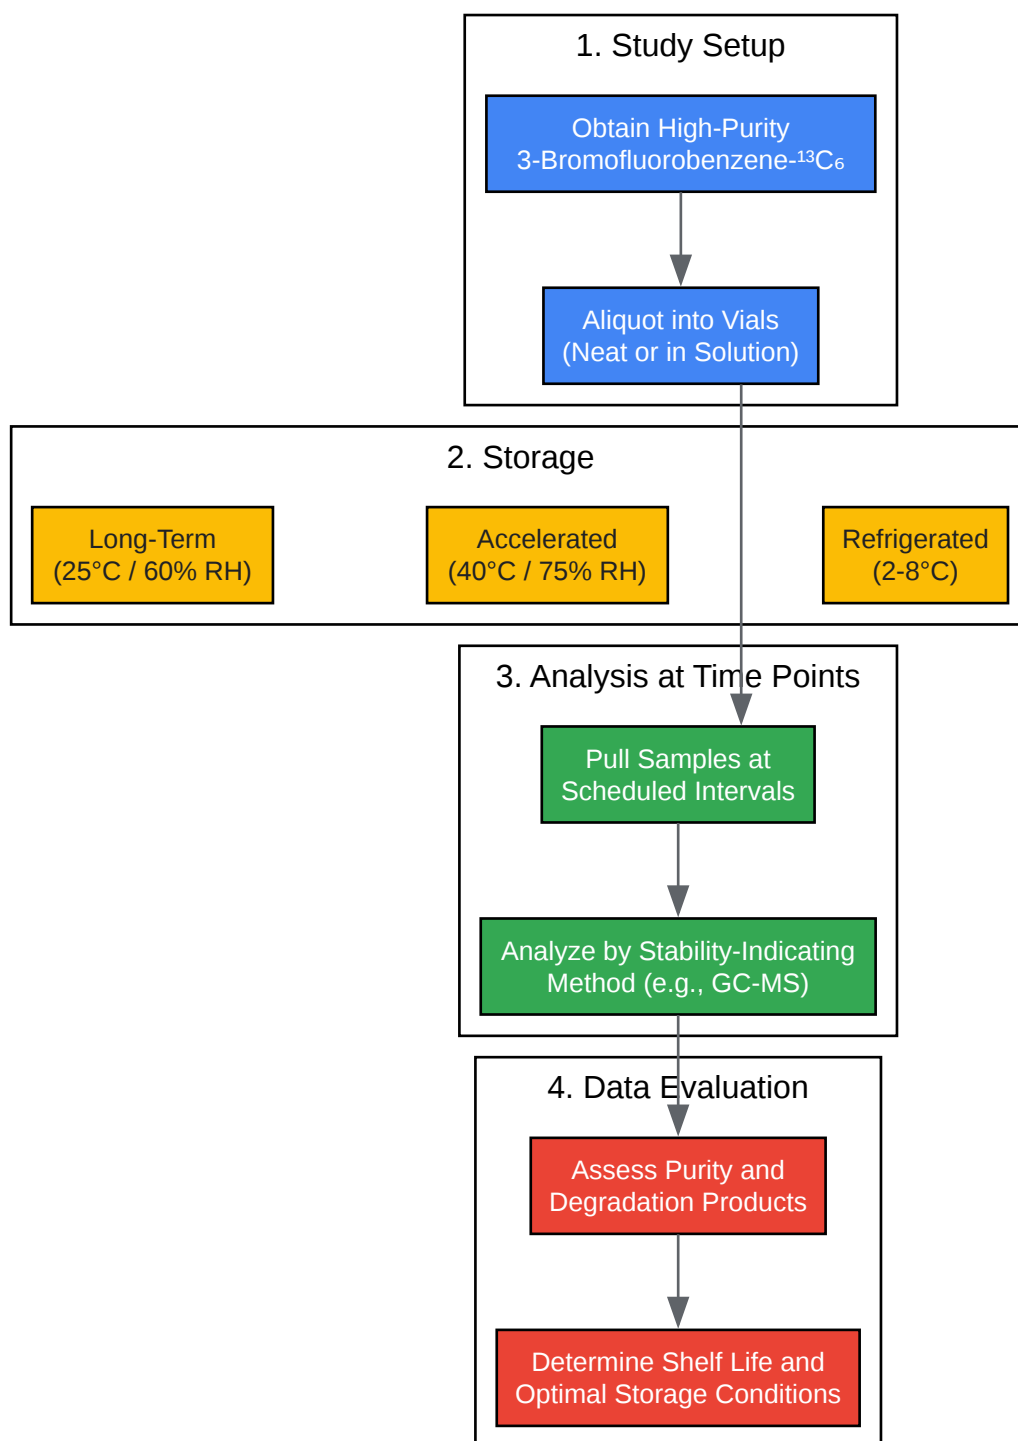 1. Study Setup
Obtain High-Purity
3-Bromofluorobenzene-¹³C₆
Aliquot into Vials
(Neat or in Solution)
2. Storage
Long-Term
(25°C / 60% RH)
Accelerated
(40°C / 75% RH)
Refrigerated
(2-8°C)
3. Analysis at Time Points
Pull Samples at
Scheduled Intervals
Analyze by Stability-Indicating
Method (e.g., GC-MS)
4. Data Evaluation
Assess Purity and
Degradation Products
Determine Shelf Life and
Optimal Storage Conditions